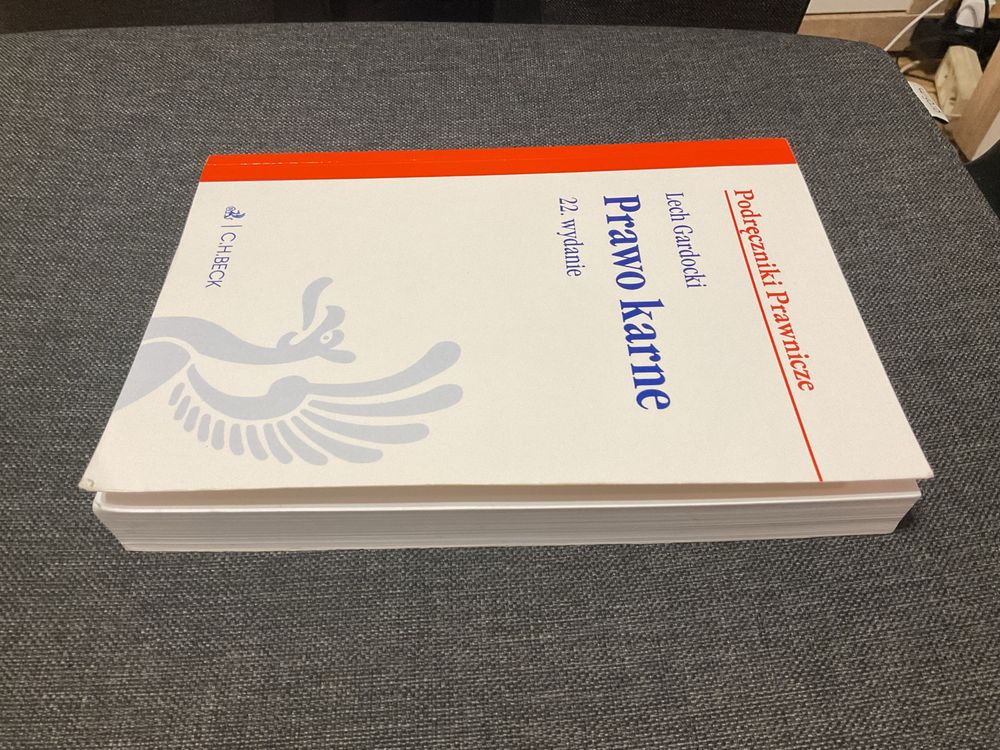 Podręczniki Prawnicze
Lech Gardocki
Prawo karne
22. wydanie
C.H.BECK